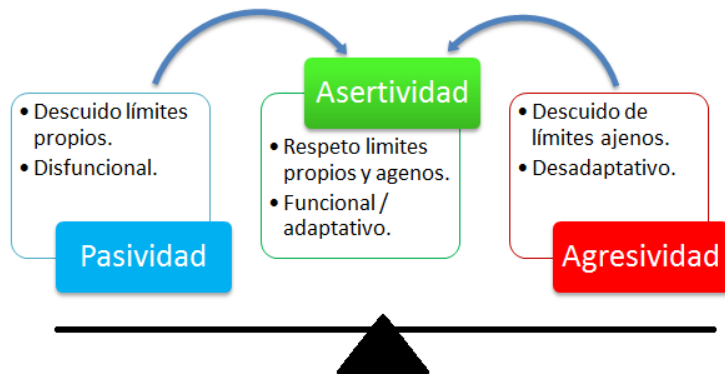 • Descuido límites
propios.
• Disfuncional.
Pasividad
Asertividad
• Respeto limites
propios y agenos.
• Funcional /
adaptativo.
• Descuido de
límites ajenos.
• Desadaptativo.
Agresividad